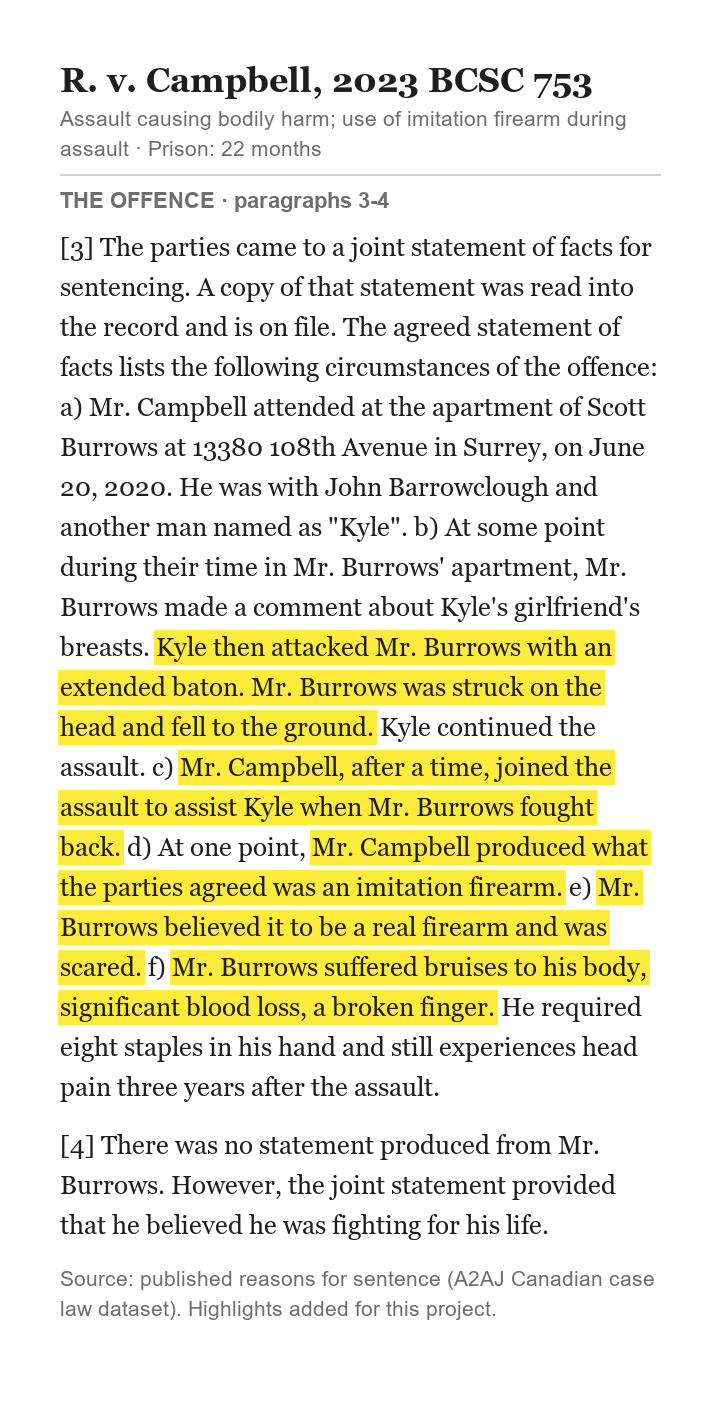 R. v. Campbell, 2023 BCSC 753
Assault causing bodily harm; use of imitation firearm during
assault · Prison: 22 months
THE OFFENCE · paragraphs 3-4
[3] The parties came to a joint statement of facts for
sentencing. A copy of that statement was read into
the record and is on file. The agreed statement of
facts lists the following circumstances of the offence:
a) Mr. Campbell attended at the apartment of Scott
Burrows at 13380 108th Avenue in Surrey, on June
20, 2020. He was with John Barrowclough and
another man named as "Kyle". b) At some point
during their time in Mr. Burrows' apartment, Mr.
Burrows made a comment about Kyle's girlfriend's
breasts. Kyle then attacked Mr. Burrows with an
extended baton. Mr. Burrows was struck on the
head and fell to the ground. Kyle continued the
assault. c) Mr. Campbell, after a time, joined the
assault to assist Kyle when Mr. Burrows fought
back. d) At one point, Mr. Campbell produced what
the parties agreed was an imitation firearm. e) Mr.
Burrows believed it to be a real firearm and was
scared. f) Mr. Burrows suffered bruises to his body,
significant blood loss, a broken finger. He required
eight staples in his hand and still experiences head
pain three years after the assault.
[4] There was no statement produced from Mr.
Burrows. However, the joint statement provided
that he believed he was fighting for his life.
Source: published reasons for sentence (A2AJ Canadian case
law dataset). Highlights added for this project.